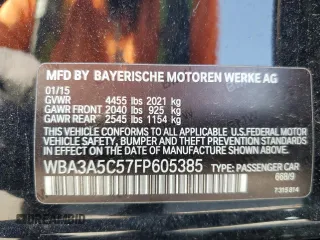 MFD BY BAYERISCHE MOTOREN WERKE AG
01/15
GVWR 4455 lbs 2021 kg
GAWR FRONT 2040 lbs 925 kg
GAWR REAR 2545 lbs 1154 kg
THIS VEHICLE CONFORMS TO ALL APPLICABLE
U.S. FEDERAL MOTOR
VEHICLE SAFETY, BUMPER, AND THEFT PREVENTION
STANDARDS IN EFFECT ON THE DATE OF
MANUFACTURE SHOWN ABOVE.
WBA3A5C57FP605385 TYPE: PASSENGER CAR
668/9
7315814